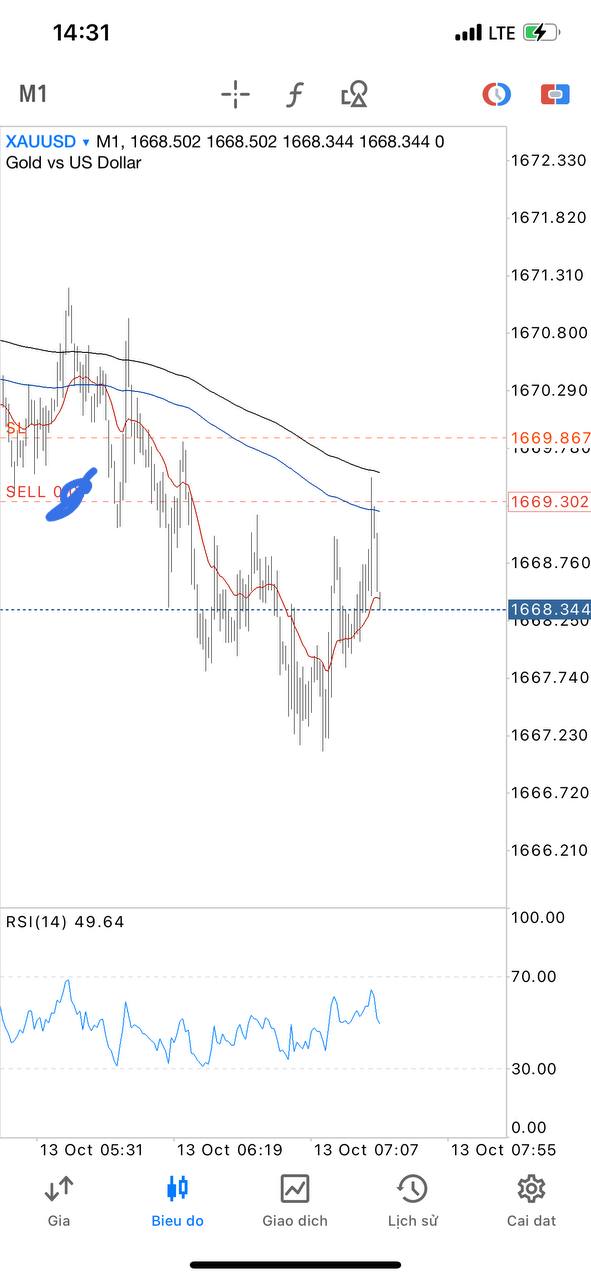 14:31
LTE
M1
XAUUSD M1, 1668.502 1668.502 1668.344 1668.344 0
Gold vs US Dollar
1672.330
1671.820
1671.310
1670.800
1670.290
SL
1669.867
1669.780
SELL
1669.302
1668.760
1668.344
1668.250
1667.740
1667.230
1666.720
1666.210
RSI(14) 49.64
100.00
70.00
30.00
0.00
13 Oct 05:31 13 Oct 06:19 13 Oct 07:07 13 Oct 07:55
Gia Bieu do Giao dich Lịch sử Cai dat